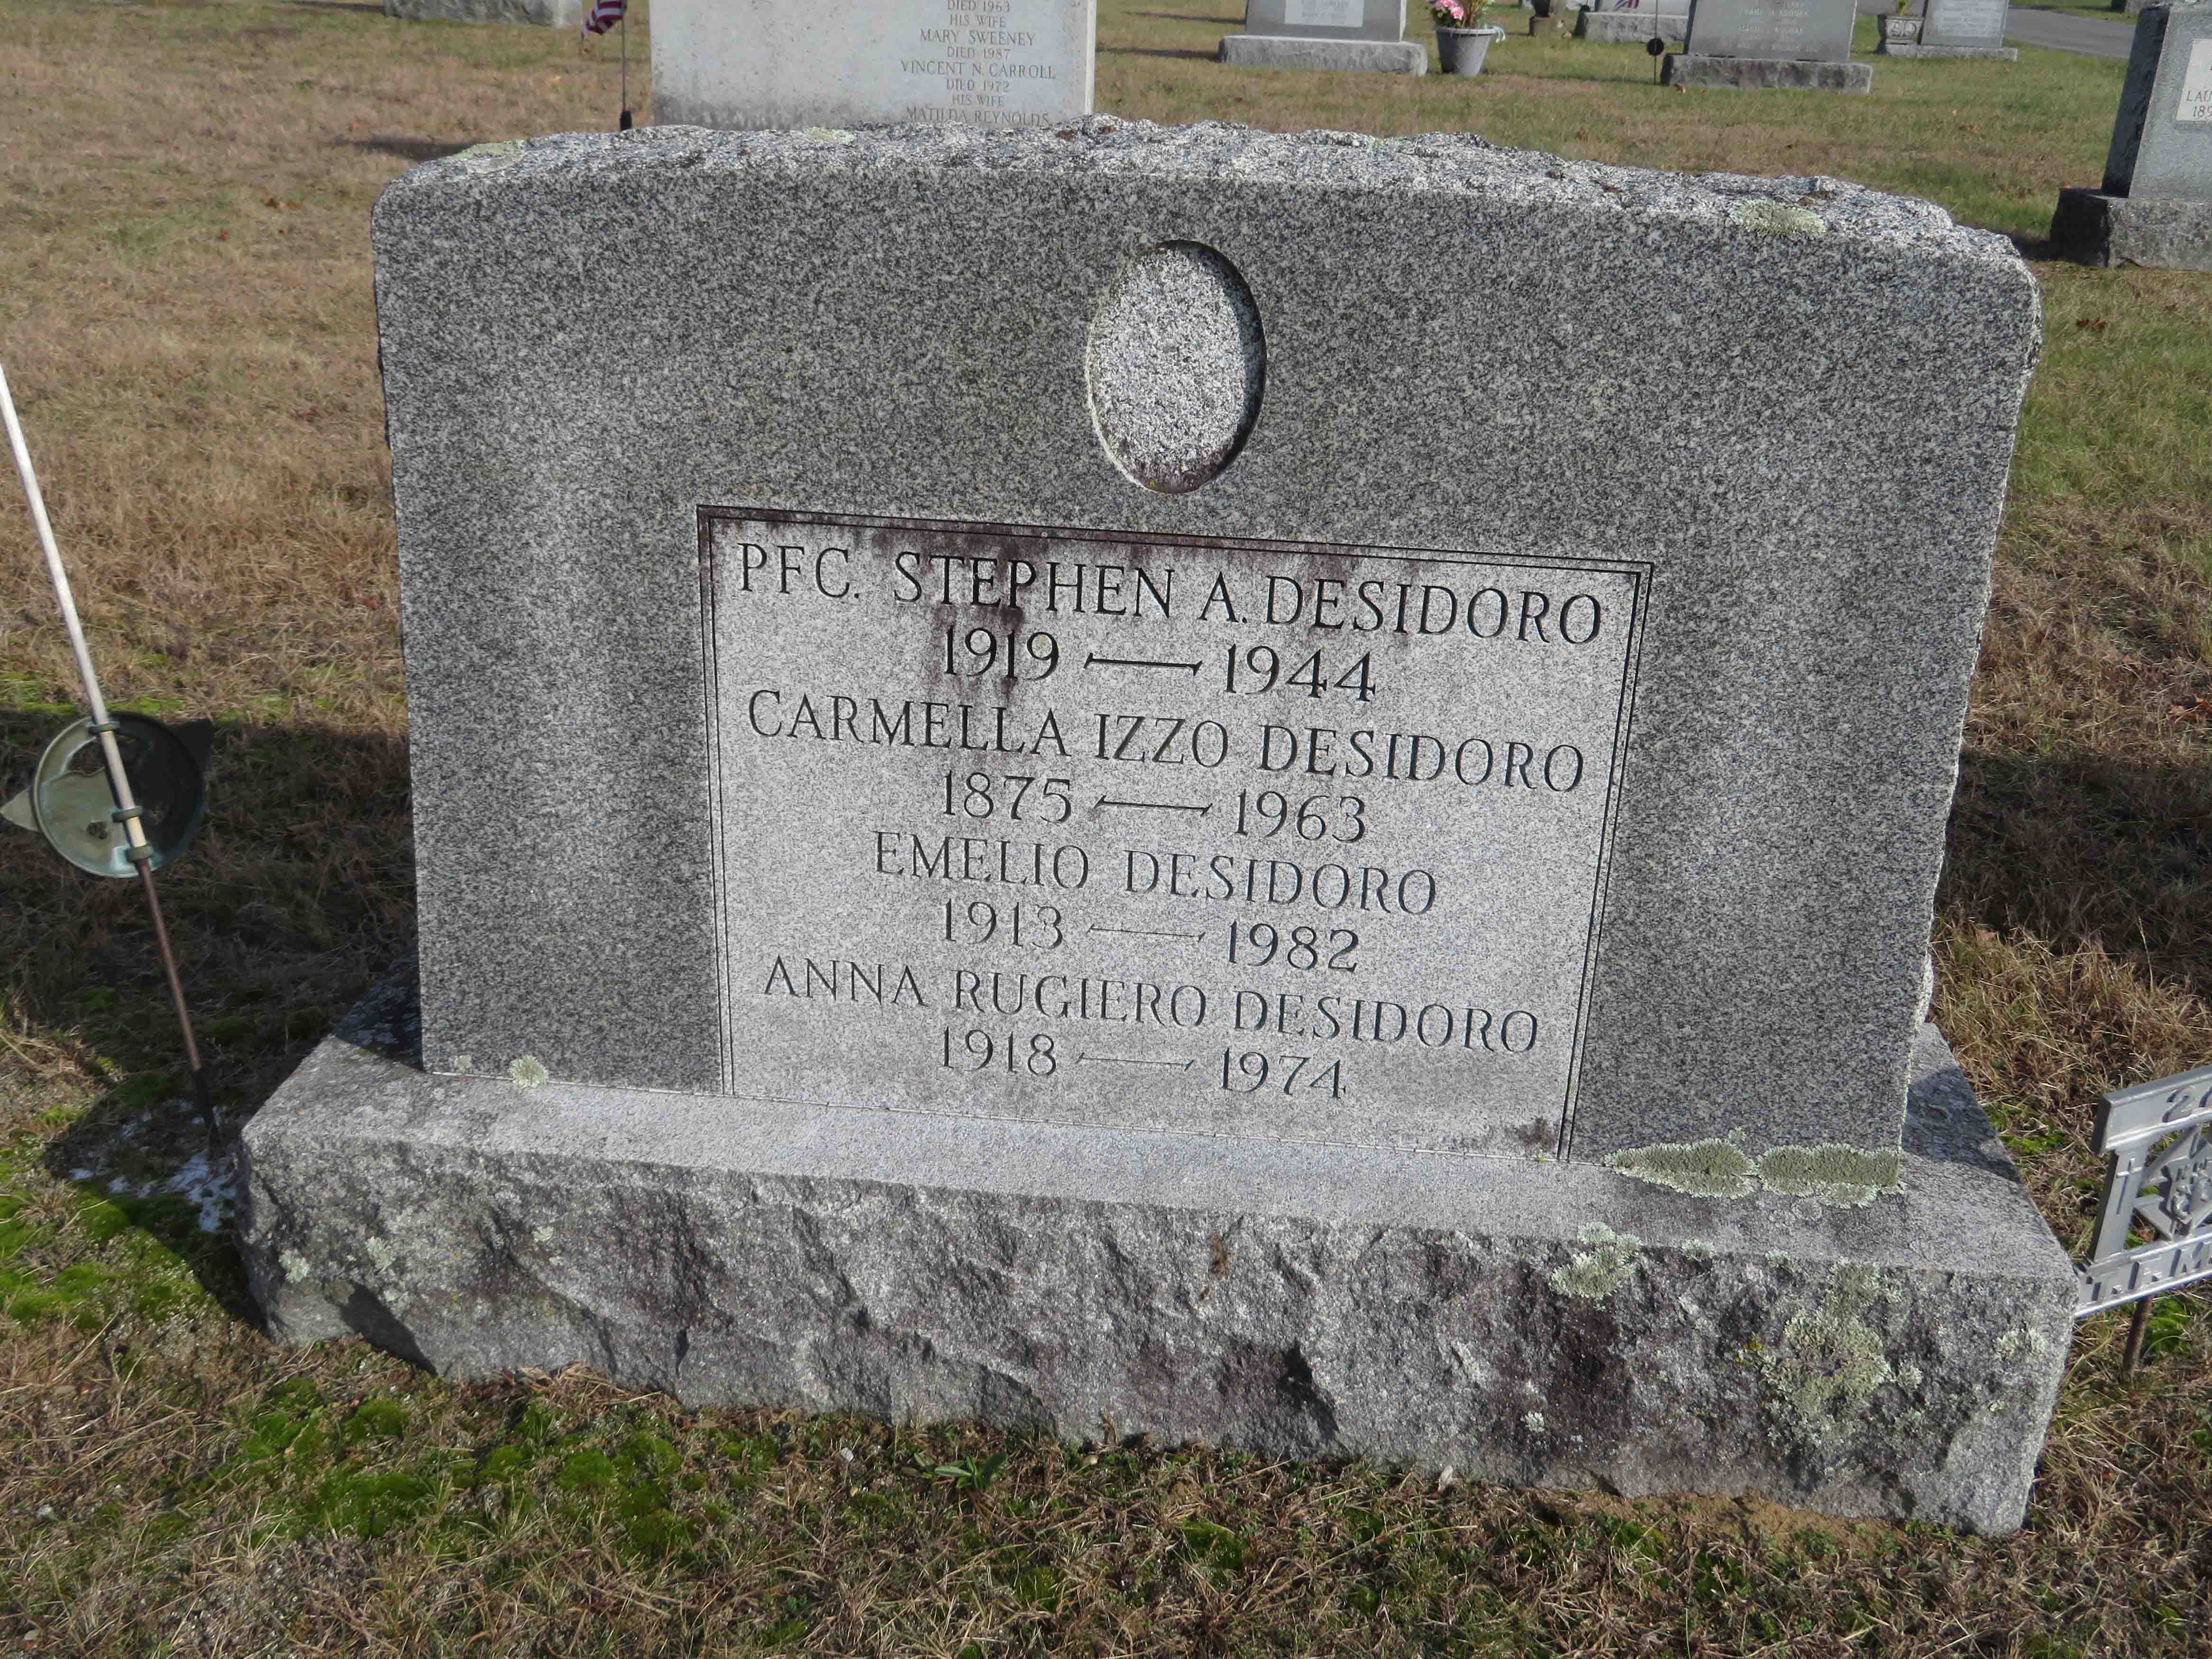 DIED 1963
HIS WIFE
MARY SWEENEY
DIED 1987
VINCENT N. CARROLL
DIED 1972
HIS WIFE
MATILDA REYNOLDS
PFC. STEPHEN A. DESIDORO
1919 — 1944
CARMELLA IZZO DESIDORO
1875 — 1963
EMELIO DESIDORO
1913 — 1982
ANNA RUGIERO DESIDORO
1918 — 1974